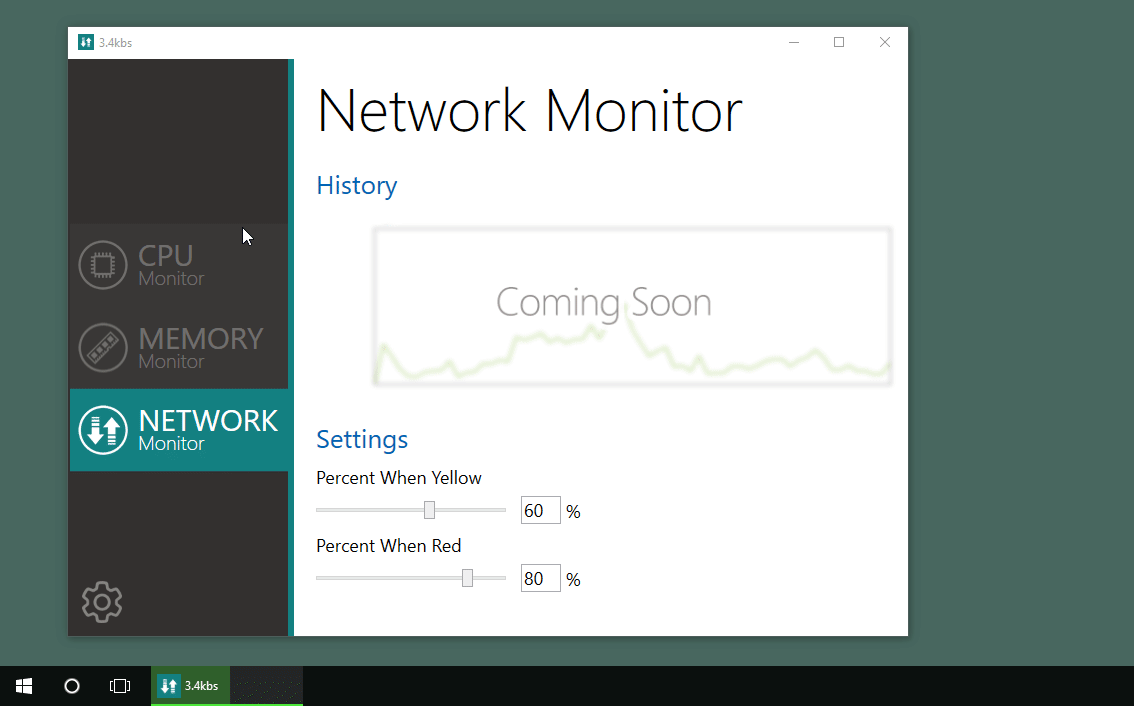 3.4kbs
Network Monitor
History
CPU
Monitor
Coming Soon
MEMORY
Monitor
NETWORK
Monitor
Settings
Percent When Yellow
60 %
Percent When Red
80 %
3.4kbs